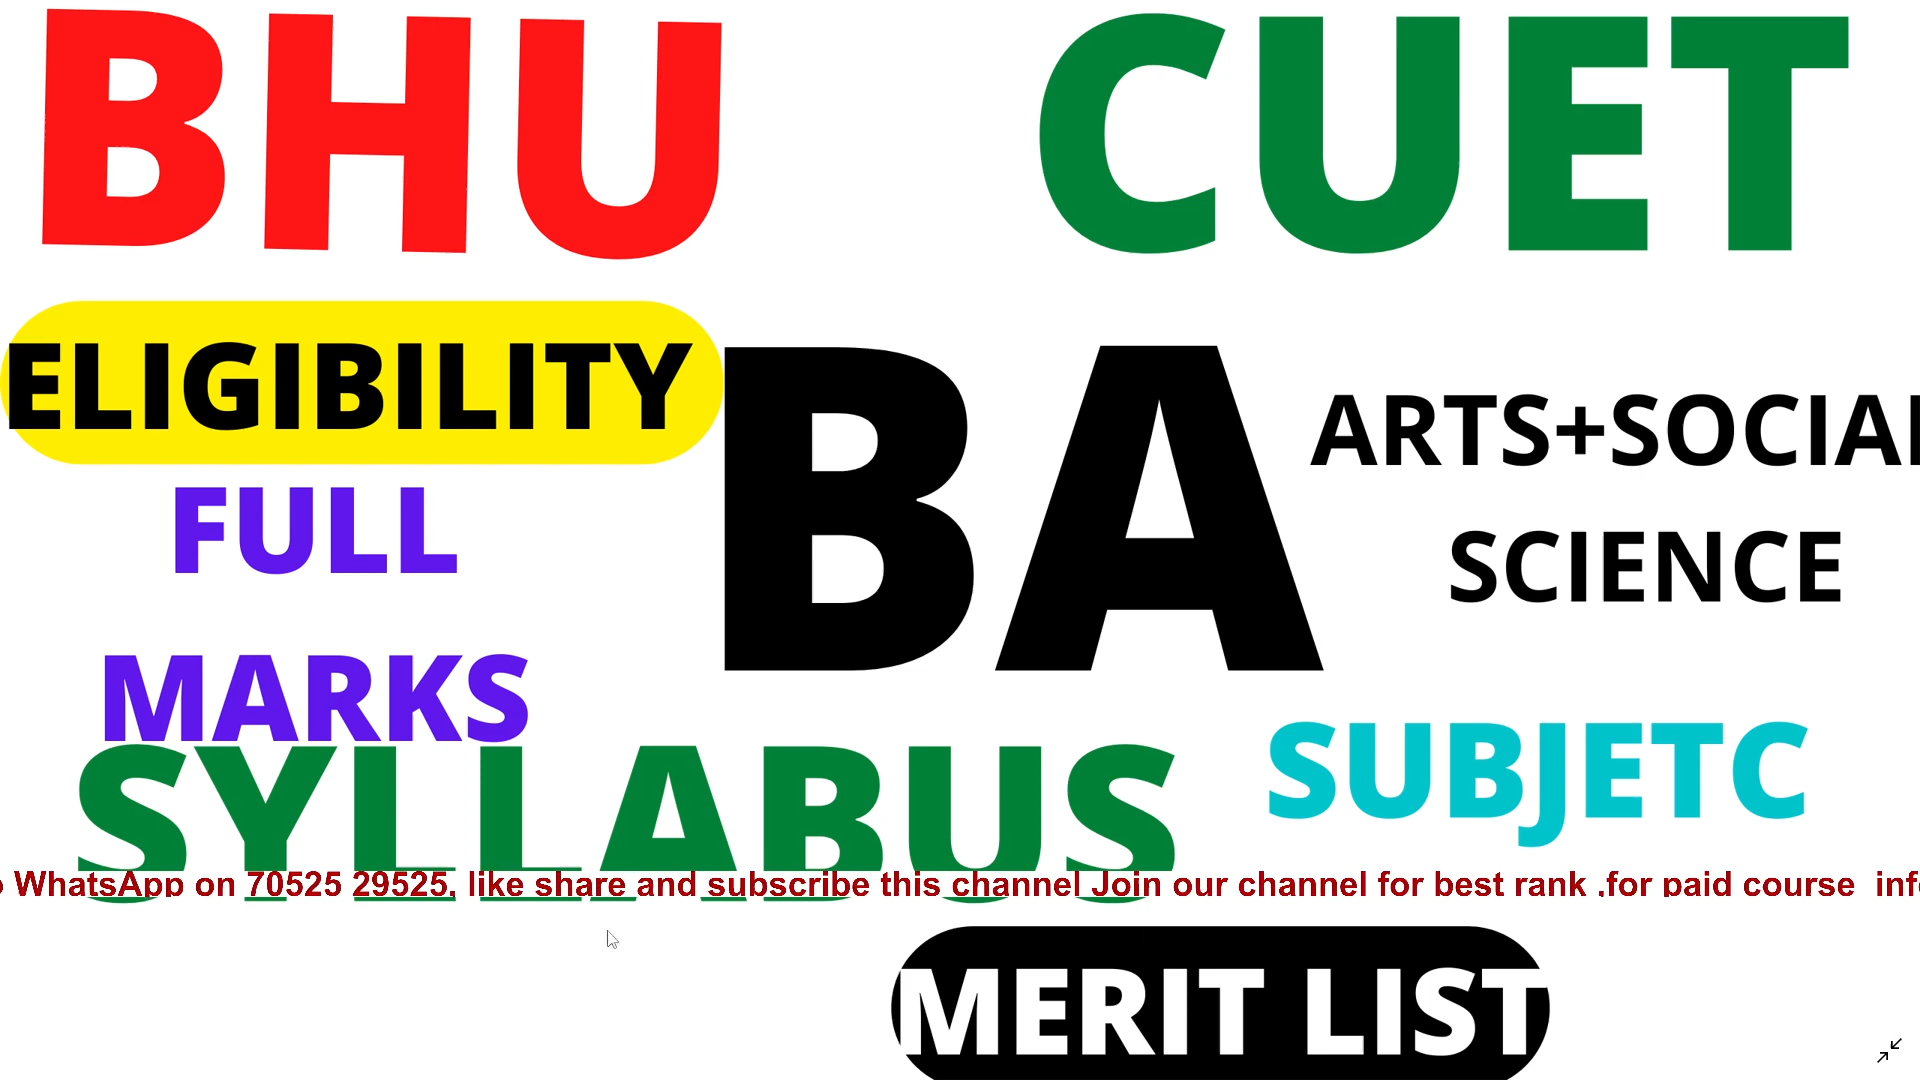 BHU
CUET
ELIGIBILITY
BA
ARTS+SOCIAL
SCIENCE
FULL
MARKS
SYLLABUS
SUBJETC
WhatsApp on 70525 29525, like share and subscribe this channel Join our channel for best rank ,for paid course
MERIT LIST